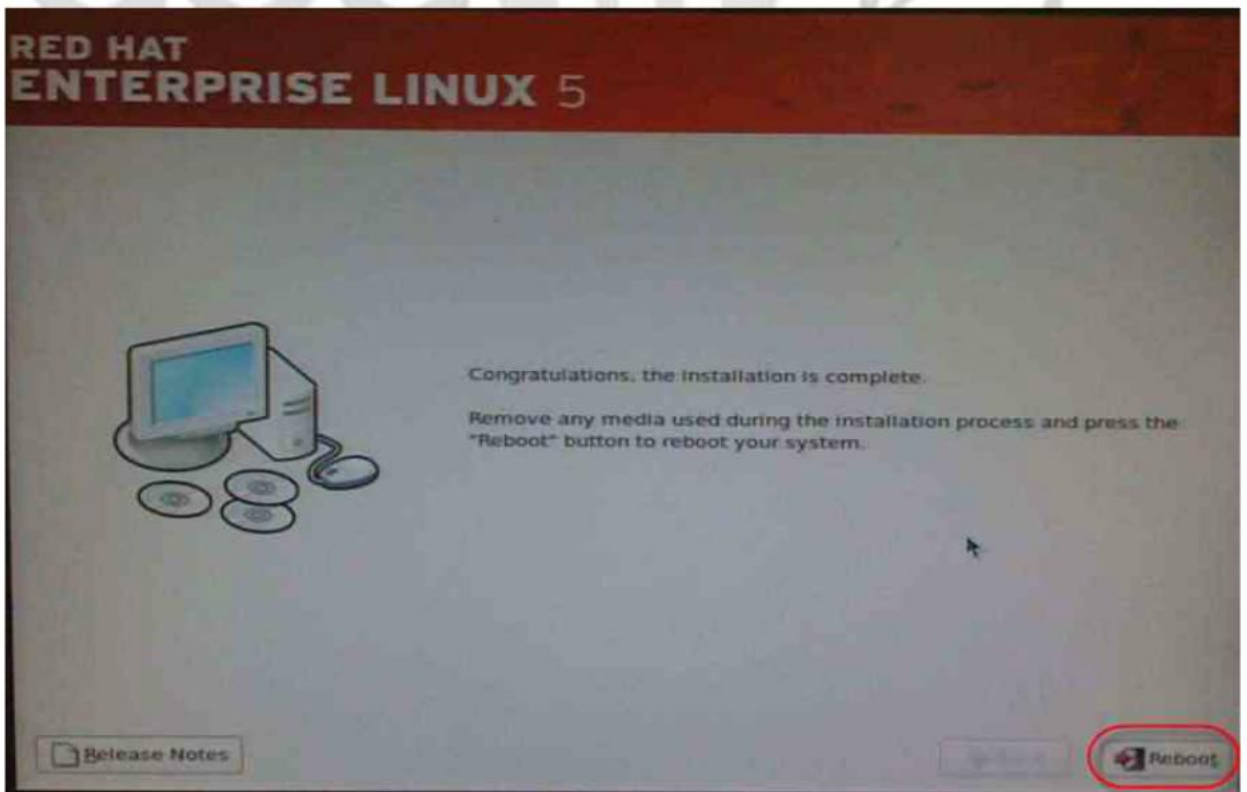 RED HAT
ENTERPRISE LINUX 5
Congratulations, the installation is complete.
Remove any media used during the installation process and press the
"Reboot" button to reboot your system.
Release Notes
Reboot